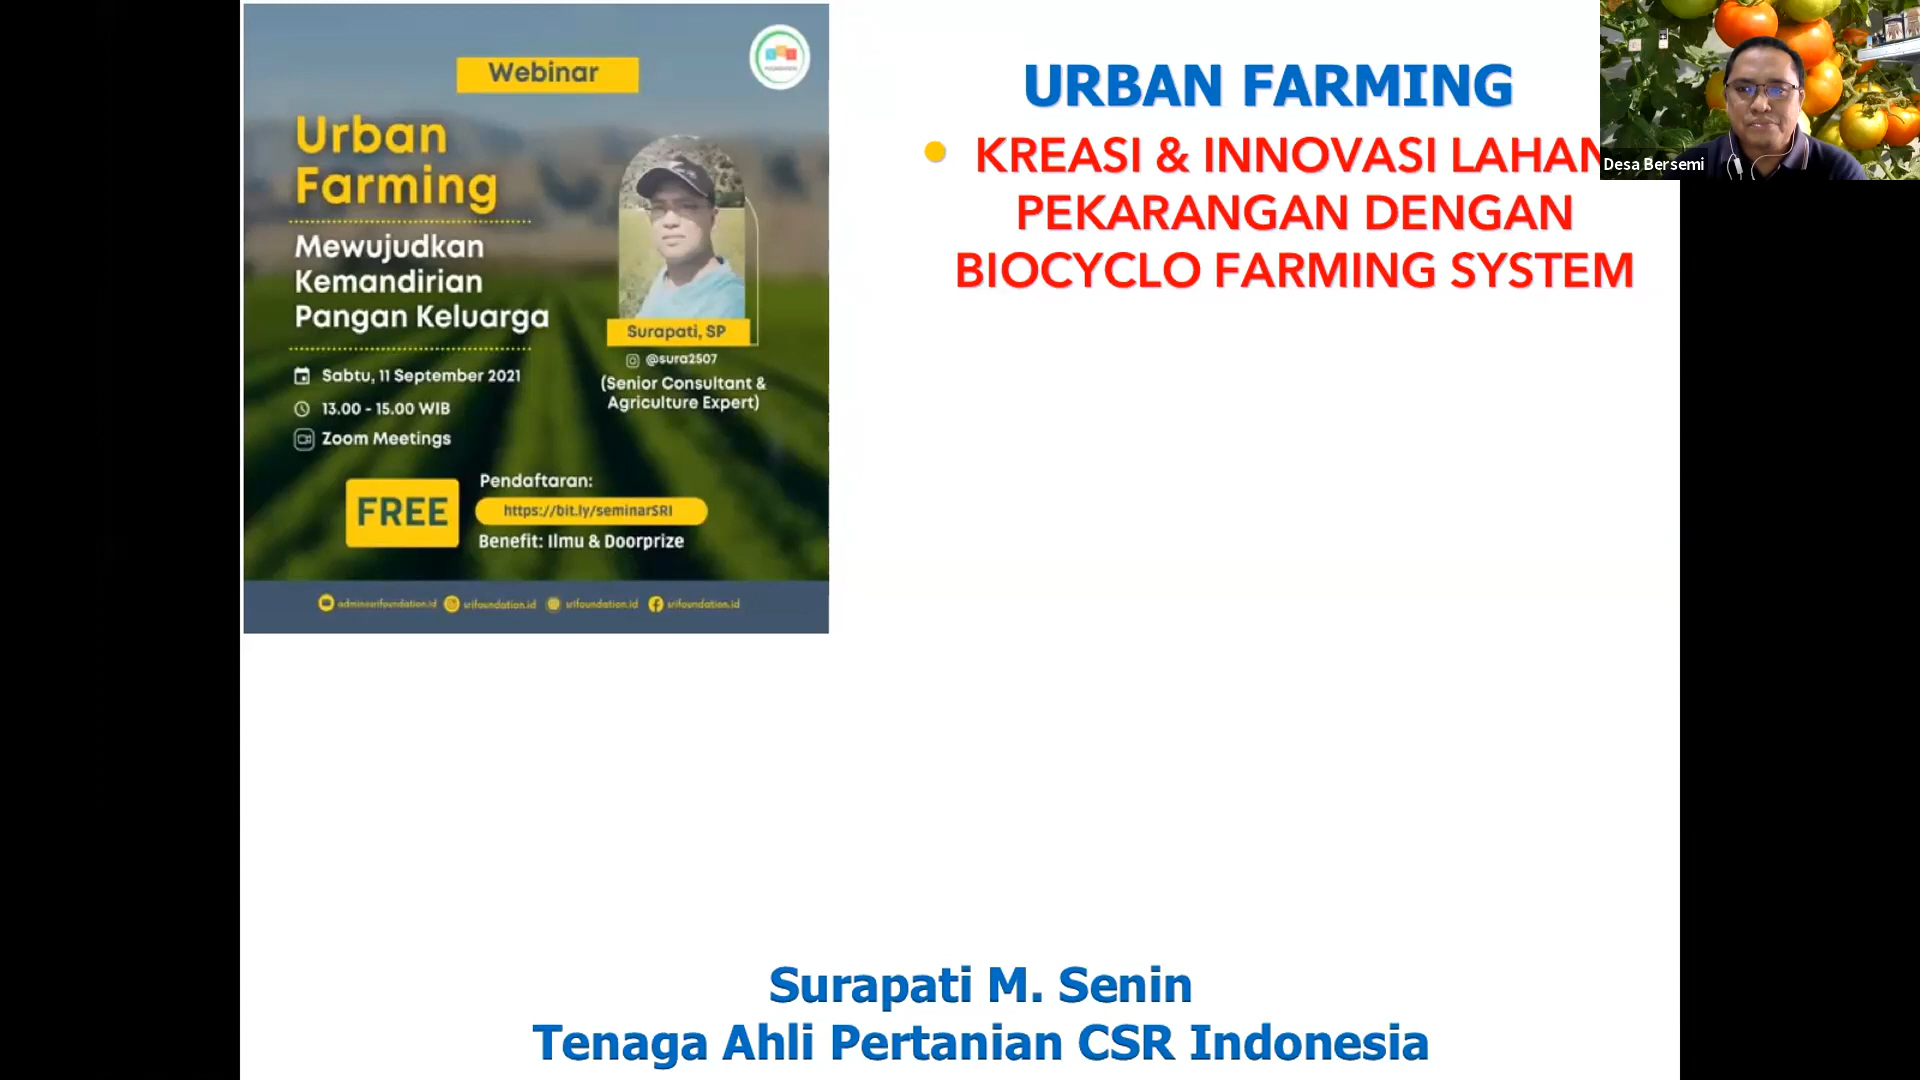 Webinar
Urban
Farming
Mewujudkan
Kemandirian
Pangan Keluarga
Sabtu, 11 September 2021
13.00 - 15.00 WIB
Zoom Meetings
Surapati, SP
@sura2507
(Senior Consultant &
Agriculture Expert)
FREE
Pendaftaran:
https://bit.ly/seminarSRI
Benefit: Ilmu & Doorprize
srifoundation.id srifoundation.id srifoundation.id
URBAN FARMING
KREASI & INNOVASI LAHAN
PEKARANGAN DENGAN
BIOCYCLO FARMING SYSTEM
Desa Bersemi
Surapati M. Senin
Tenaga Ahli Pertanian CSR Indonesia